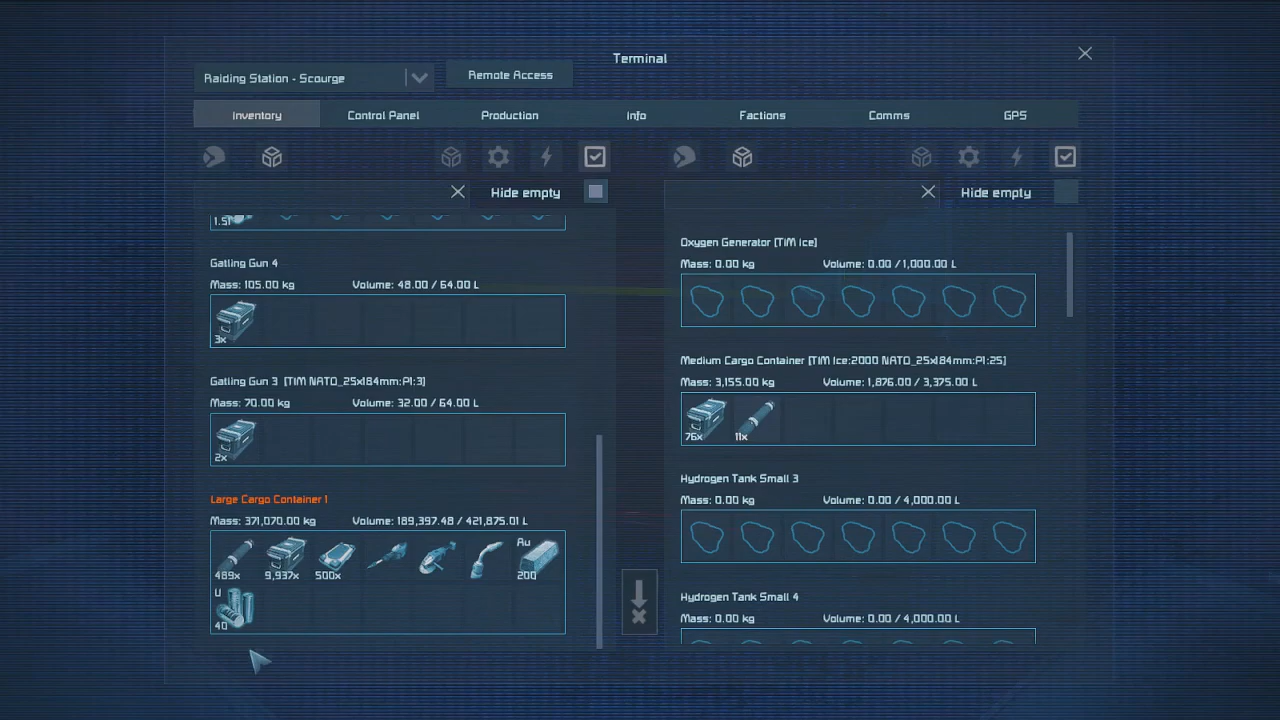 Terminal
Raiding Station - Scourge
Remote Access
Inventory
Control Panel
Production
Info
Factions
Comms
GPS
Hide empty
1.5
Gatling Gun 4
Mass: 105.00 kg Volume: 48.00 / 64.00 L
3x
Gatling Gun 3 [TIM NATO_25x184mm:P1:3]
Mass: 70.00 kg Volume: 32.00 / 64.00 L
2x
Large Cargo Container 1
Mass: 371,070.00 kg Volume: 189,397.48 / 421,875.01 L
Au
489x 9,937x 500x 200
U
40
Hide empty
Oxygen Generator [TIM Ice]
Mass: 0.00 kg Volume: 0.00 / 1,000.00 L
Medium Cargo Container [TIM Ice:2000 NATO_25x184mm:P1:25]
Mass: 3,155.00 kg Volume: 1,876.00 / 3,375.00 L
76x 11x
Hydrogen Tank Small 3
Mass: 0.00 kg Volume: 0.00 / 4,000.00 L
Hydrogen Tank Small 4
Mass: 0.00 kg Volume: 0.00 / 4,000.00 L